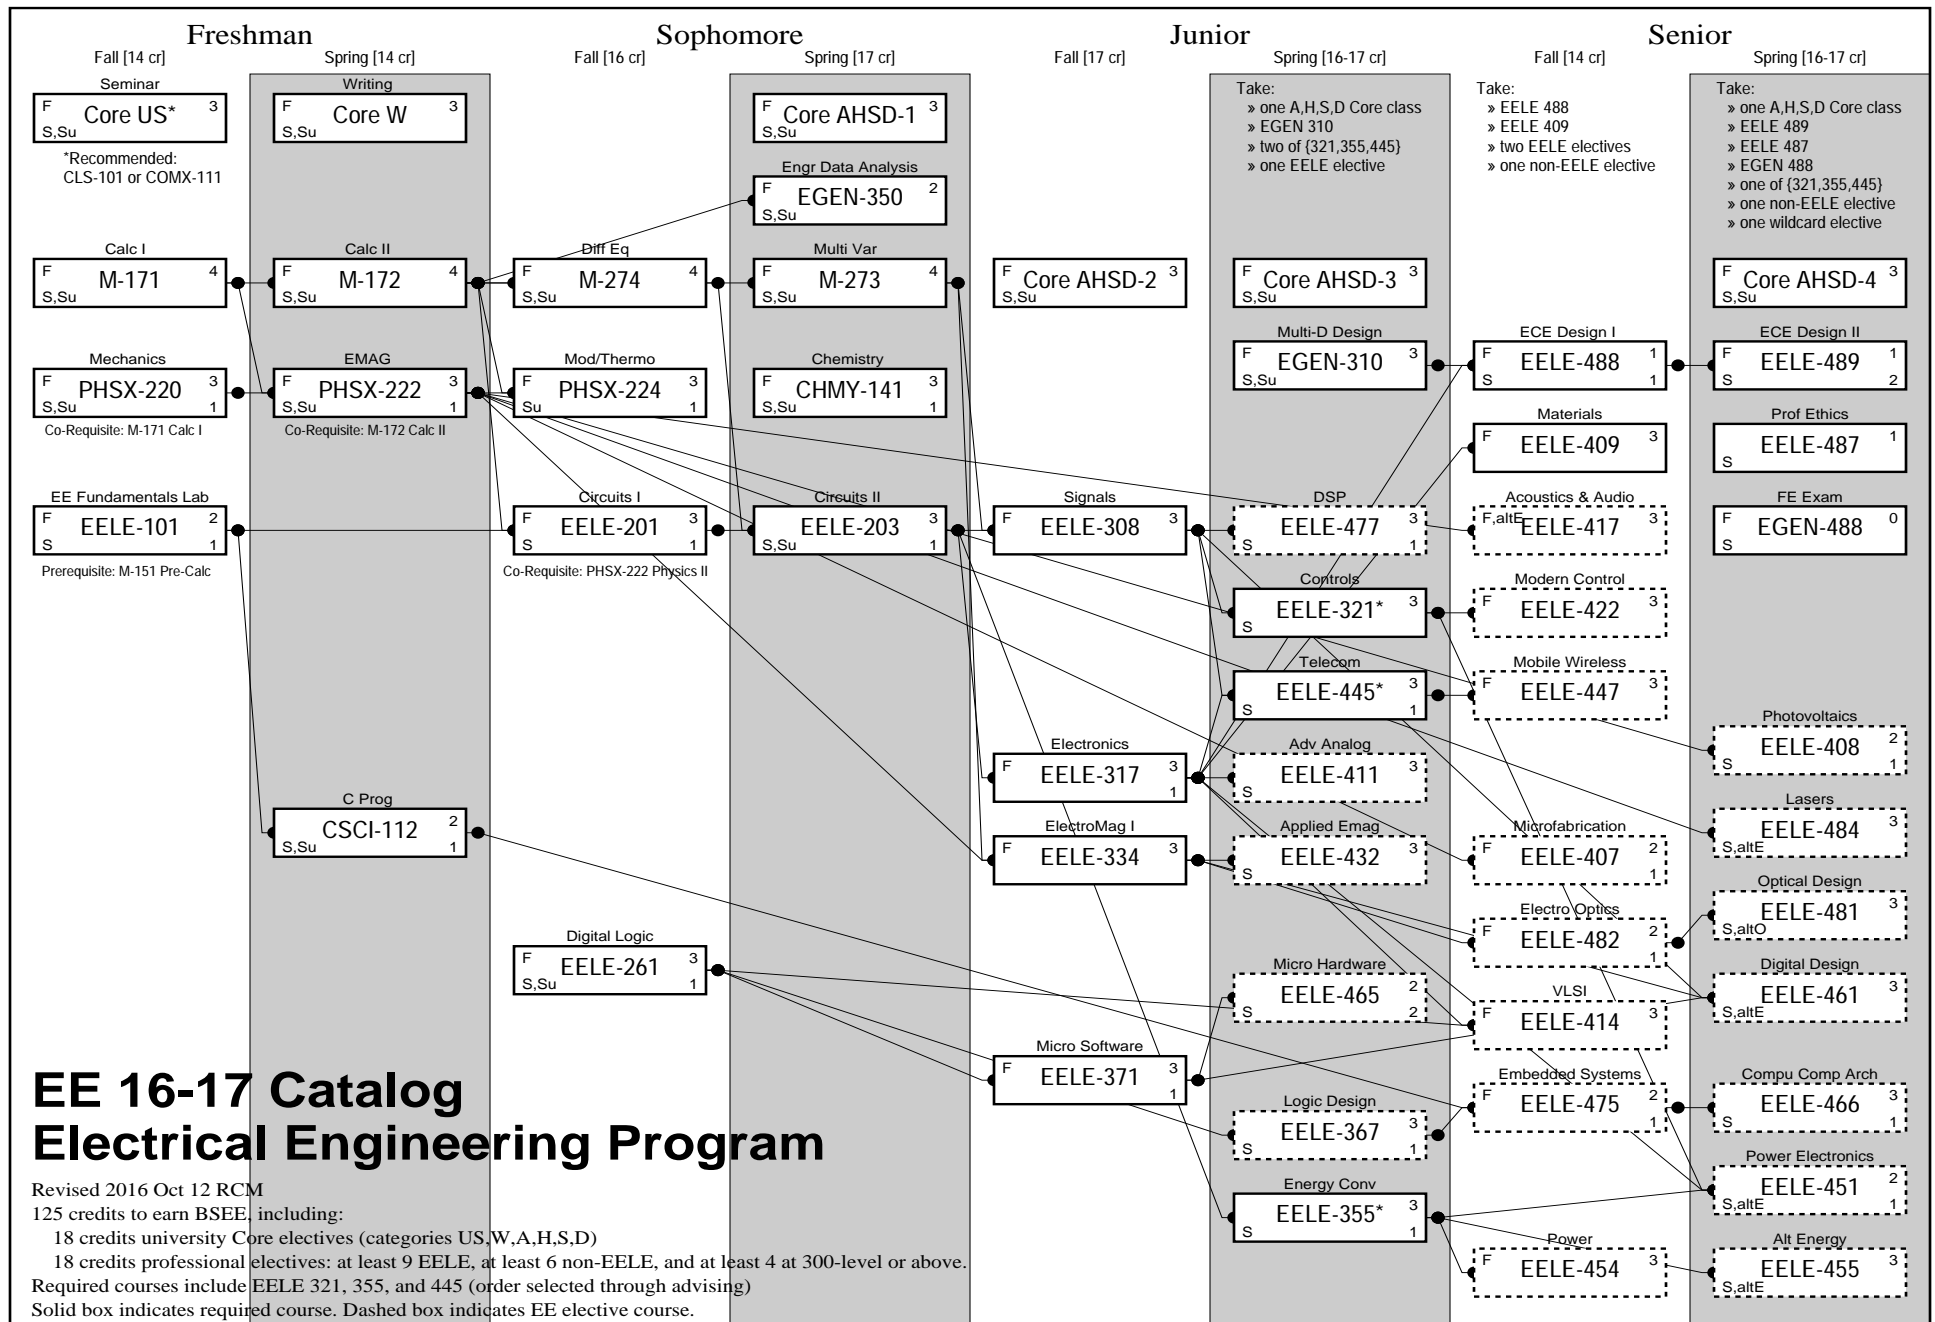 Freshman
Sophomore
Junior
Senior
Fall [14 cr]
Spring [14 cr]
Fall [16 cr]
Spring [17 cr]
Fall [17 cr]
Spring [16-17 cr]
Fall [14 cr]
Spring [16-17 cr]
Seminar
F Core US* 3
S,Su
*Recommended:
CLS-101 or COMX-111
Calc I
F M-171 4
S,Su
Mechanics
F PHSX-220 3
S,Su 1
Co-Requisite: M-171 Calc I
EE Fundamentals Lab
F EELE-101 2
S 1
Prerequisite: M-151 Pre-Calc
Writing
F Core W 3
S,Su
Calc II
F M-172 4
S,Su
EMAG
F PHSX-222 3
S,Su 1
Co-Requisite: M-172 Calc II
C Prog
CSCI-112 2
S,Su 1
Diff Eq
F M-274 4
S,Su
Mod/Thermo
F PHSX-224 3
Su 1
Circuits I
F EELE-201 3
S 1
Co-Requisite: PHSX-222 Physics II
Digital Logic
F EELE-261 3
S,Su 1
F Core AHSD-1 3
S,Su
Engr Data Analysis
F EGEN-350 2
S,Su
Multi Var
F M-273 4
S,Su
Chemistry
F CHMY-141 3
S,Su 1
Circuits II
F EELE-203 3
S,Su 1
F Core AHSD-2 3
S,Su
Signals
F EELE-308 3
Electronics
F EELE-317 3
1
ElectroMag I
F EELE-334 3
Micro Software
F EELE-371 3
1
Take:
» one A,H,S,D Core class
» EGEN 310
» two of {321,355,445}
» one EELE elective
F Core AHSD-3 3
S,Su
Multi-D Design
F EGEN-310 3
S,Su
DSP
EELE-477 3
S 1
Controls
EELE-321* 3
S
Telecom
EELE-445* 3
S 1
Adv Analog
EELE-411 3
S
Applied Emag
EELE-432 3
S
Micro Hardware
EELE-465 2
S 2
Logic Design
EELE-367 3
S 1
Energy Conv
EELE-355* 3
S 1
Take:
» EELE 488
» EELE 409
» two EELE electives
» one non-EELE elective
ECE Design I
F EELE-488 1
S 1
Materials
F EELE-409 3
Acoustics & Audio
F,altE EELE-417 3
Modern Control
F EELE-422 3
Mobile Wireless
F EELE-447 3
Microfabrication
F EELE-407 2
1
Electro Optics
F EELE-482 2
1
VLSI
F EELE-414 3
Embedded Systems
F EELE-475 2
1
Power
F EELE-454 3
Take:
» one A,H,S,D Core class
» EELE 489
» EELE 487
» EGEN 488
» one of {321,355,445}
» one non-EELE elective
» one wildcard elective
F Core AHSD-4 3
S,Su
ECE Design II
F EELE-489 1
S 2
Prof Ethics
EELE-487 1
S
FE Exam
F EGEN-488 0
S
Photovoltaics
EELE-408 2
S 1
Lasers
EELE-484 3
S,altE
Optical Design
EELE-481 3
S,altO
Digital Design
EELE-461 3
S,altE
Compu Comp Arch
EELE-466 3
S 1
Power Electronics
EELE-451 2
S,altE 1
Alt Energy
EELE-455 3
S,altE
EE 16-17 Catalog
Electrical Engineering Program
Revised 2016 Oct 12 RCM
125 credits to earn BSEE, including:
18 credits university Core electives (categories US,W,A,H,S,D)
18 credits professional electives: at least 9 EELE, at least 6 non-EELE, and at least 4 at 300-level or above.
Required courses include EELE 321, 355, and 445 (order selected through advising)
Solid box indicates required course. Dashed box indicates EE elective course.